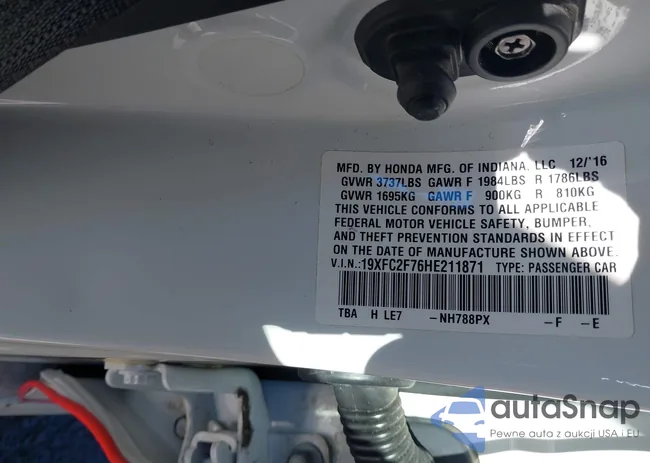 MFD. BY HONDA MFG. OF INDIANA, LLC 12/'16
GVWR 3737LBS GAWR F 1984LBS R 1786LBS
GVWR 1695KG GAWR F 900KG R 810KG
THIS VEHICLE CONFORMS TO ALL APPLICABLE
FEDERAL MOTOR VEHICLE SAFETY, BUMPER,
AND THEFT PREVENTION STANDARDS IN EFFECT
ON THE DATE OF MANUFACTURE SHOWN ABOVE.
V.I.N.: 19XFC2F76HE211871 TYPE: PASSENGER CAR
TBA H LE7 -NH788PX -F -E
autoSnap
Pewne auta z aukcji USA i EU